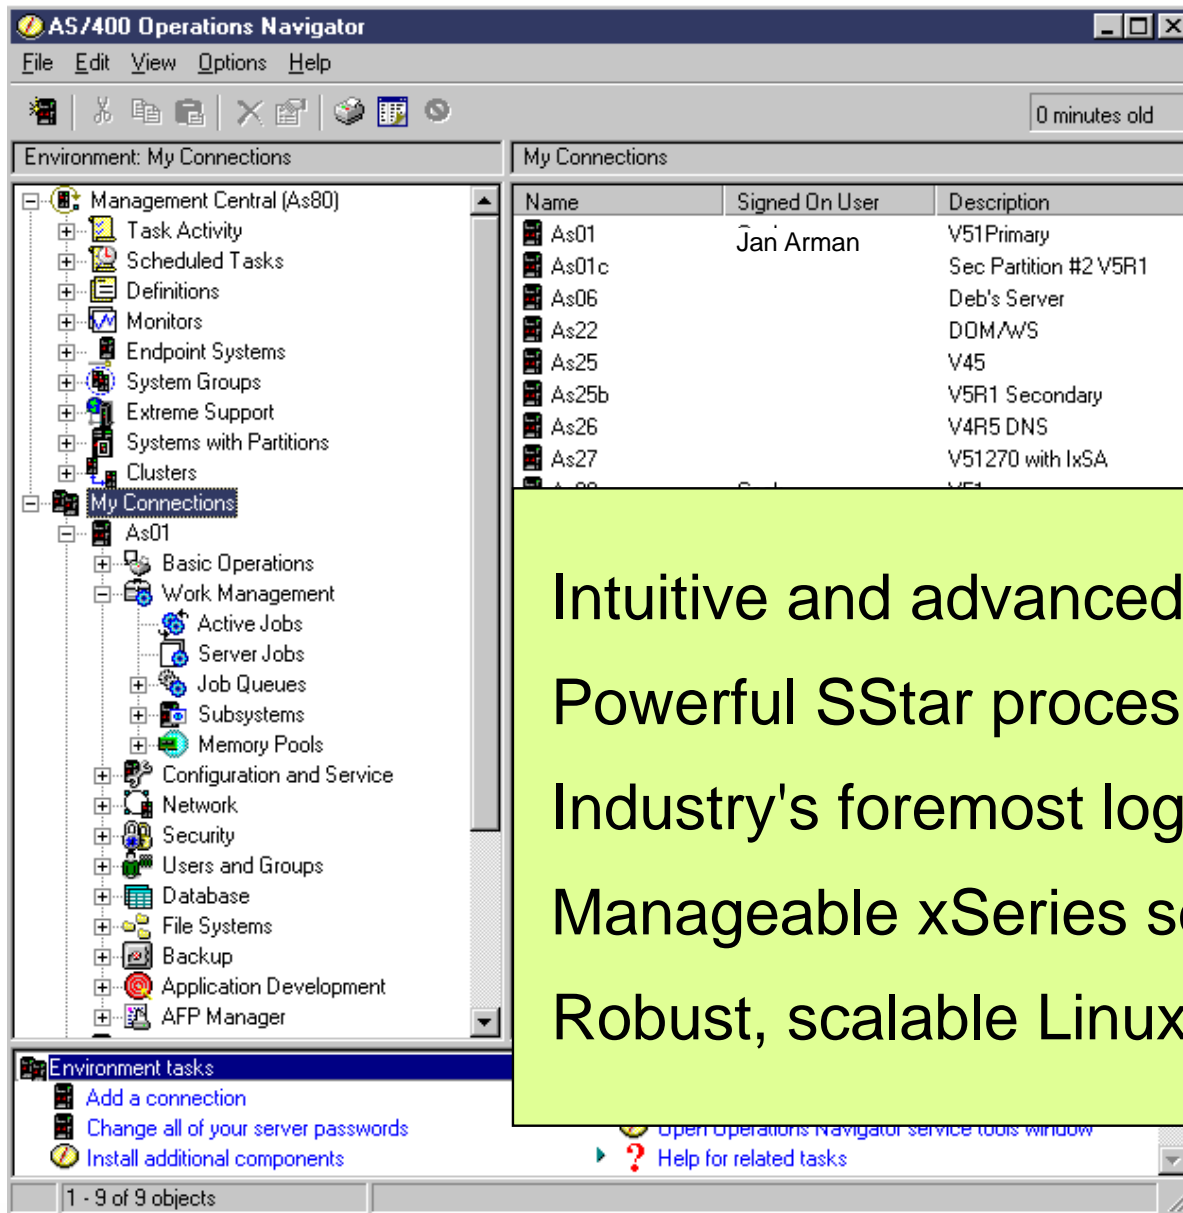 AS/400 Operations Navigator
File Edit View Options Help
0 minutes old
Environment: My Connections
My Connections
Management Central (As80)
Task Activity
Scheduled Tasks
Definitions
Monitors
Endpoint Systems
System Groups
Extreme Support
Systems with Partitions
Clusters
My Connections
As01
Basic Operations
Work Management
Active Jobs
Server Jobs
Job Queues
Subsystems
Memory Pools
Configuration and Service
Network
Security
Users and Groups
Database
File Systems
Backup
Application Development
AFP Manager
Name Signed On User Description
As01 Jan Arman V51Primary
As01c Sec Partition #2 V5R1
As06 Deb's Server
As22 DOM/WS
As25 V45
As25b V5R1 Secondary
As26 V4R5 DNS
As27 V51270 with IxSA
Intuitive and advanced
Powerful SStar proces
Industry's foremost log
Manageable xSeries se
Robust, scalable Linux
Environment tasks
Add a connection
Change all of your server passwords
Install additional components
Open Operations Navigator service tools window
Help for related tasks
1 - 9 of 9 objects